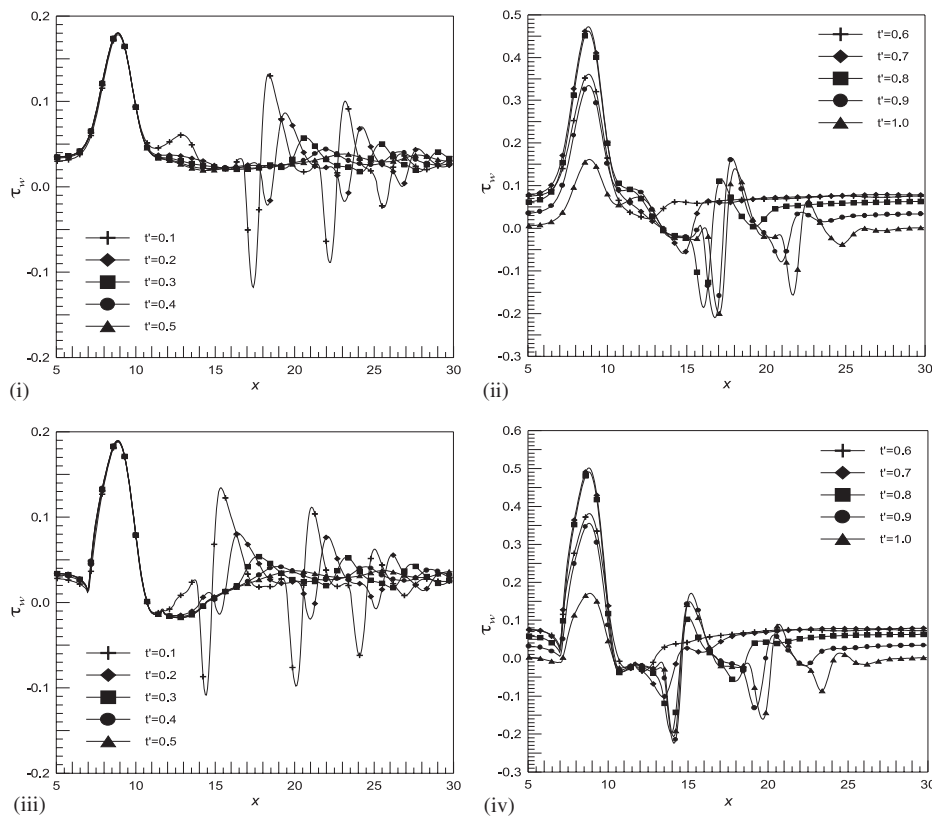 0.2
0.1
0.0
-0.1
-0.2
τw
t'=0.1
t'=0.2
t'=0.3
t'=0.4
t'=0.5
5 10 15 20 25 30
x
(i)
0.5
0.4
0.3
0.2
0.1
0.0
-0.1
-0.2
-0.3
τw
t'=0.6
t'=0.7
t'=0.8
t'=0.9
t'=1.0
5 10 15 20 25 30
x
(ii)
0.2
0.1
0.0
-0.1
-0.2
τw
t'=0.1
t'=0.2
t'=0.3
t'=0.4
t'=0.5
5 10 15 20 25 30
x
(iii)
0.6
0.5
0.4
0.3
0.2
0.1
0.0
-0.1
-0.2
-0.3
τw
t'=0.6
t'=0.7
t'=0.8
t'=0.9
t'=1.0
5 10 15 20 25 30
x
(iv)